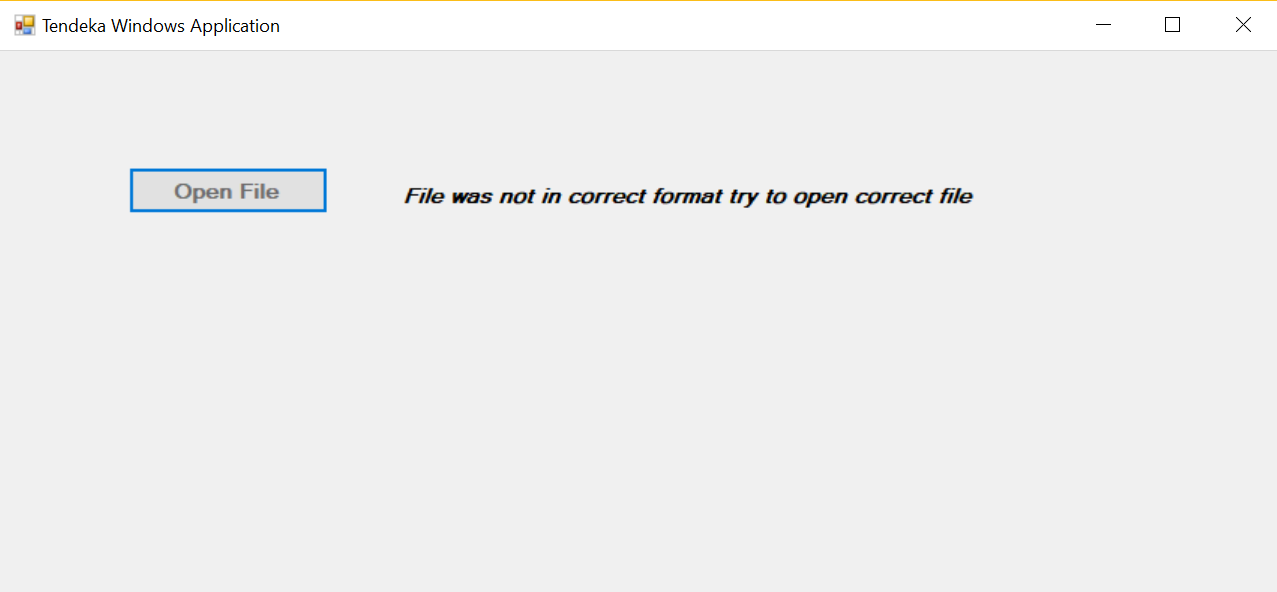 Tendeka Windows Application
Open File
File was not in correct format try to open correct file